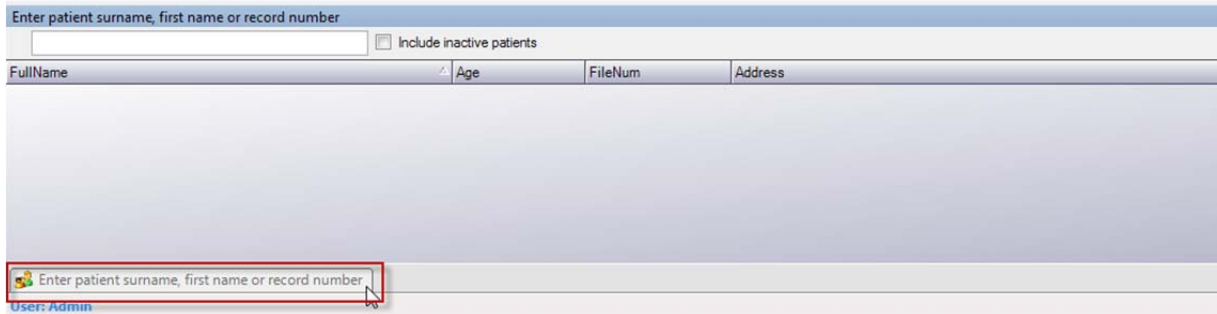 Enter patient surname, first name or record number
Include inactive patients
FullName Age FileNum Address
Enter patient surname, first name or record number
User: Admin